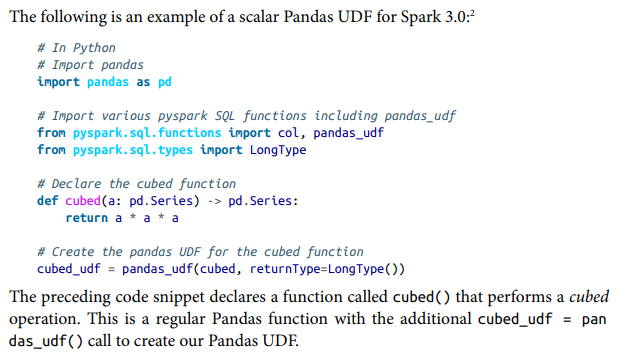 The following is an example of a scalar Pandas UDF for Spark 3.0:²
# In Python
# Import pandas
import pandas as pd
# Import various pyspark SQL functions including pandas_udf
from pyspark.sql.functions import col, pandas_udf
from pyspark.sql.types import LongType
# Declare the cubed function
def cubed(a: pd.Series) -> pd.Series:
    return a * a * a
# Create the pandas UDF for the cubed function
cubed_udf = pandas_udf(cubed, returnType=LongType())
The preceding code snippet declares a function called cubed() that performs a cubed
operation. This is a regular Pandas function with the additional cubed_udf = pan
das_udf() call to create our Pandas UDF.